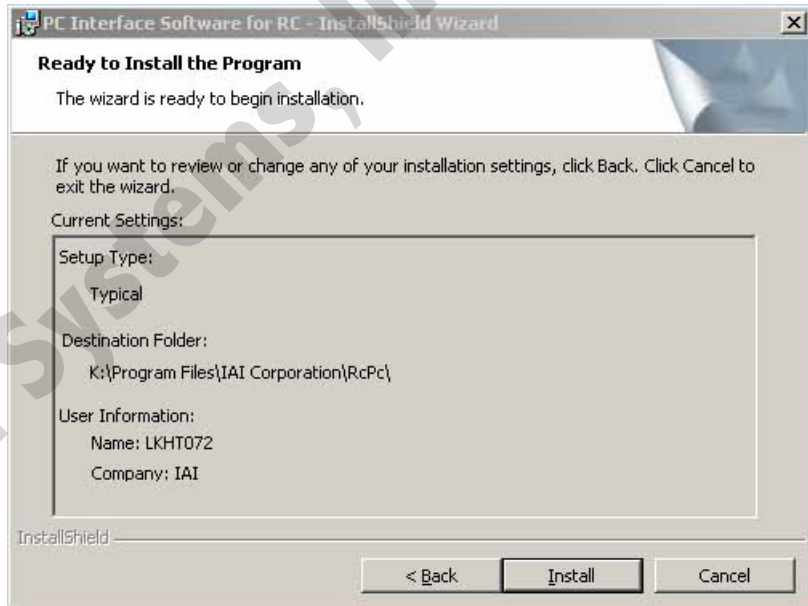 PC Interface Software for RC - InstallShield Wizard
Ready to Install the Program
The wizard is ready to begin installation.
If you want to review or change any of your installation settings, click Back. Click Cancel to
exit the wizard.
Current Settings:
Setup Type:
Typical
Destination Folder:
K:\Program Files\IAI Corporation\RcPc\
User Information:
Name: LKHT072
Company: IAI
InstallShield
< Back
Install
Cancel
Systems,